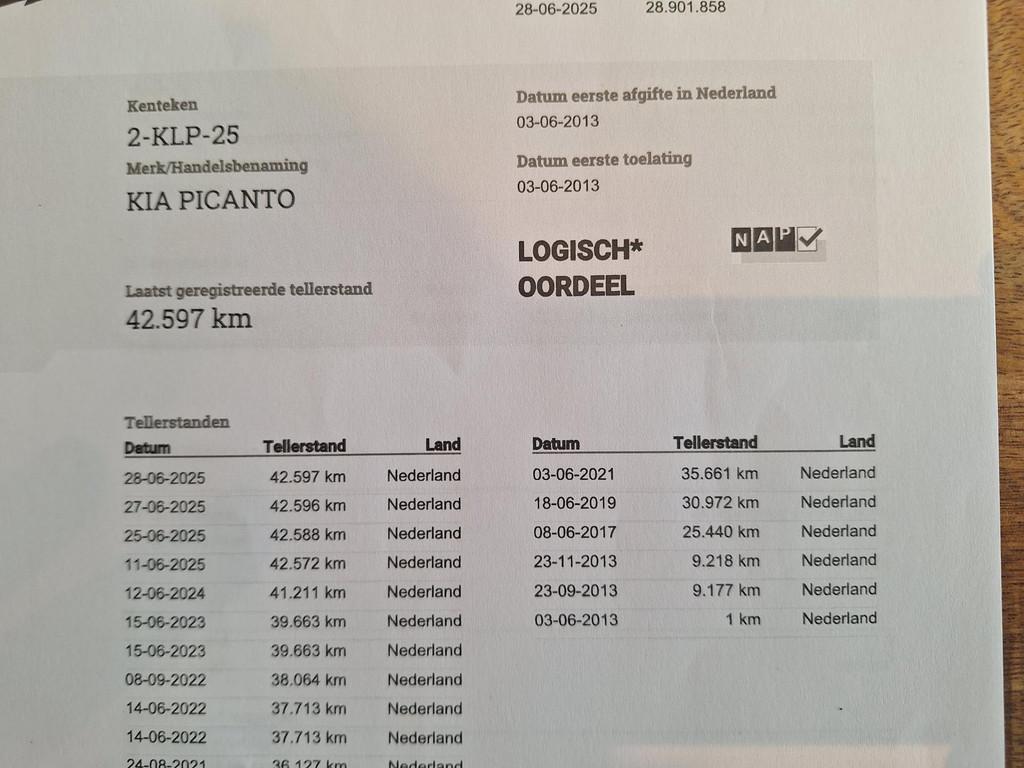 28-06-2025 28.901.858
Kenteken
2-KLP-25
Merk/Handelsbenaming
KIA PICANTO
Laatst geregistreerde tellerstand
42.597 km
Datum eerste afgifte in Nederland
03-06-2013
Datum eerste toelating
03-06-2013
LOGISCH*
OORDEEL
NAP
Tellerstanden
Datum Tellerstand Land
28-06-2025 42.597 km Nederland
27-06-2025 42.596 km Nederland
25-06-2025 42.588 km Nederland
11-06-2025 42.572 km Nederland
12-06-2024 41.211 km Nederland
15-06-2023 39.663 km Nederland
15-06-2023 39.663 km Nederland
08-09-2022 38.064 km Nederland
14-06-2022 37.713 km Nederland
14-06-2022 37.713 km Nederland
24-08-2021 36.127 km Nederland
Datum Tellerstand Land
03-06-2021 35.661 km Nederland
18-06-2019 30.972 km Nederland
08-06-2017 25.440 km Nederland
23-11-2013 9.218 km Nederland
23-09-2013 9.177 km Nederland
03-06-2013 1 km Nederland